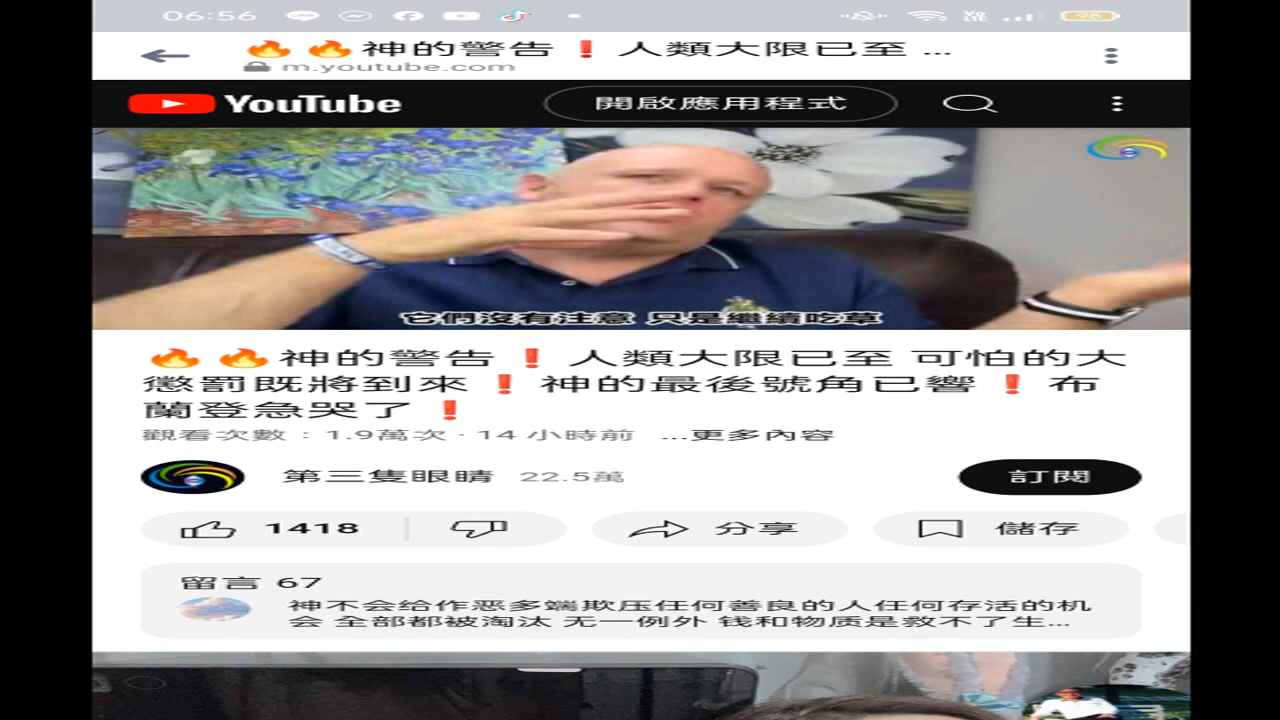 06:56
VO LTE 98
🔥🔥神的警告❗人類大限已至 ...
m.youtube.com
YouTube 開啟應用程式
它們沒有注意 只是繼續吃草
🔥🔥神的警告❗人類大限已至 可怕的大
懲罰既將到來❗神的最後號角已響❗布
蘭登急哭了❗
觀看次數：1.9萬次 · 14 小時前 ...更多內容
第三隻眼睛 22.5萬 訂閱
1418 分享 儲存
留言 67
神不会给作恶多端欺压任何善良的人任何存活的机
会 全部都被淘汰 无一例外 钱和物质是救不了生...